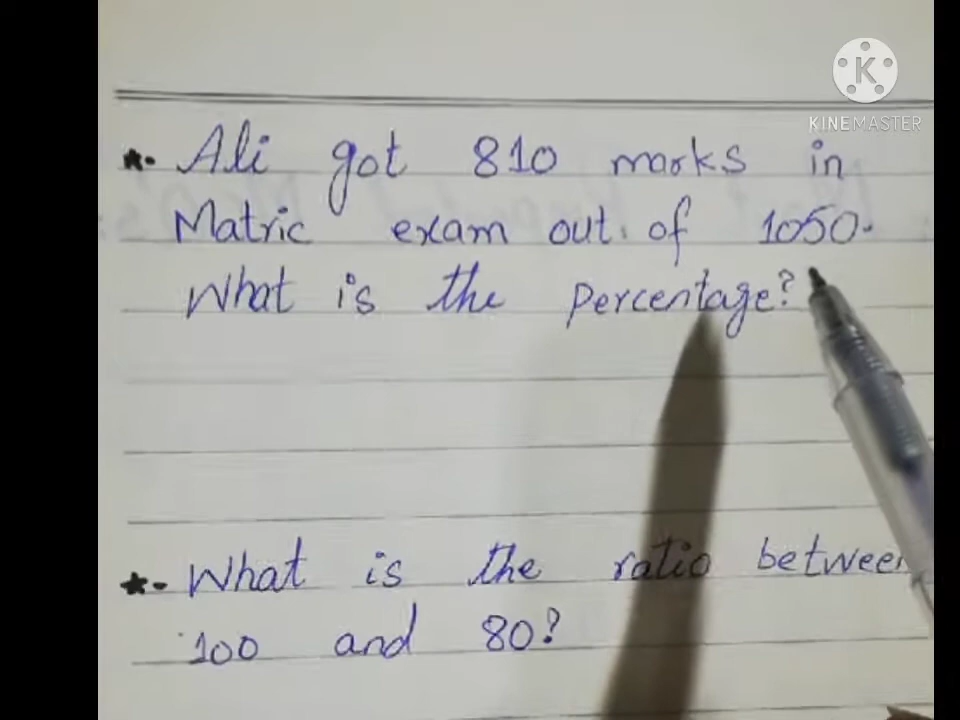 K
KINEMASTER
★. Ali got 810 marks in
Matric exam out of 1050.
What is the percentage?
★. What is the ratio between
100 and 80?